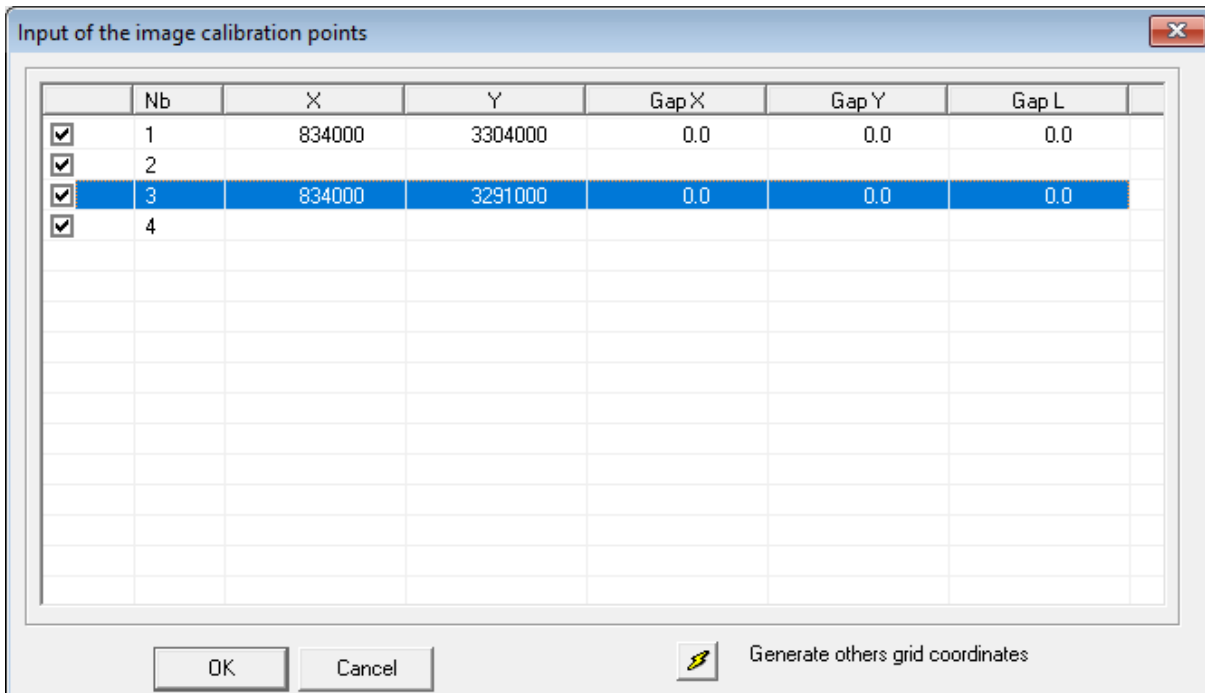 Input of the image calibration points
Nb X Y Gap X Gap Y Gap L
1 834000 3304000 0.0 0.0 0.0
2
3 834000 3291000 0.0 0.0 0.0
4
OK Cancel Generate others grid coordinates